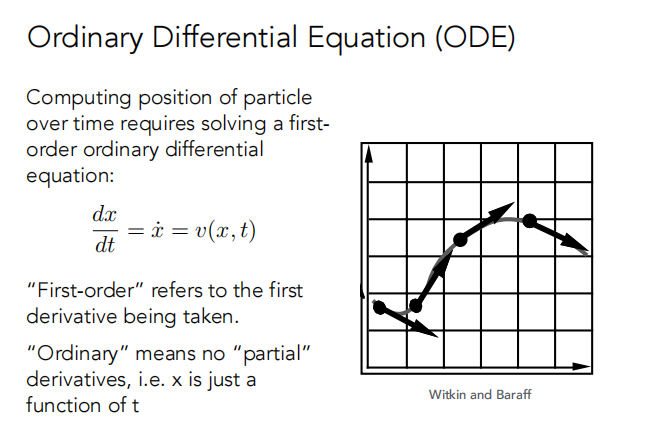 Ordinary Differential Equation (ODE)
Computing position of particle
over time requires solving a first-
order ordinary differential
equation:
dx/dt = ẋ = v(x, t)
“First-order” refers to the first
derivative being taken.
“Ordinary” means no “partial”
derivatives, i.e. x is just a
function of t
Witkin and Baraff